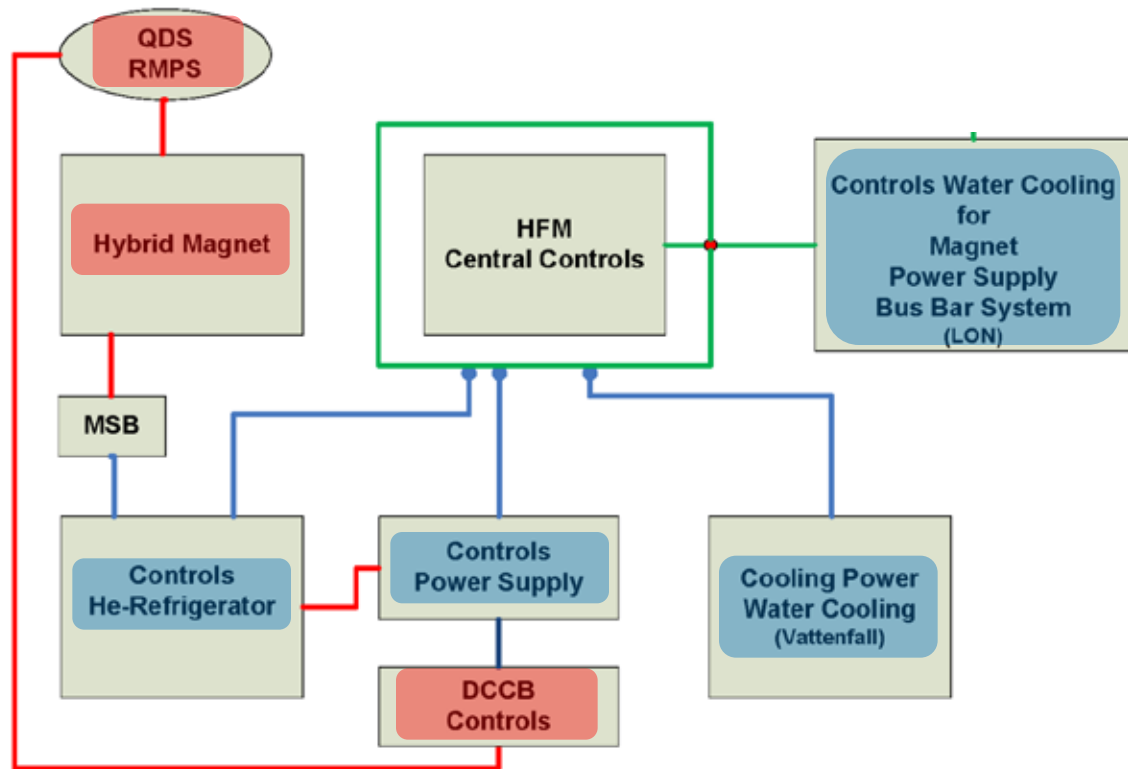 QDS
RMPS
Hybrid Magnet
HFM
Central Controls
Controls Water Cooling
for
Magnet
Power Supply
Bus Bar System
(LON)
MSB
Controls
He-Refrigerator
Controls
Power Supply
Cooling Power
Water Cooling
(Vattenfall)
DCCB
Controls